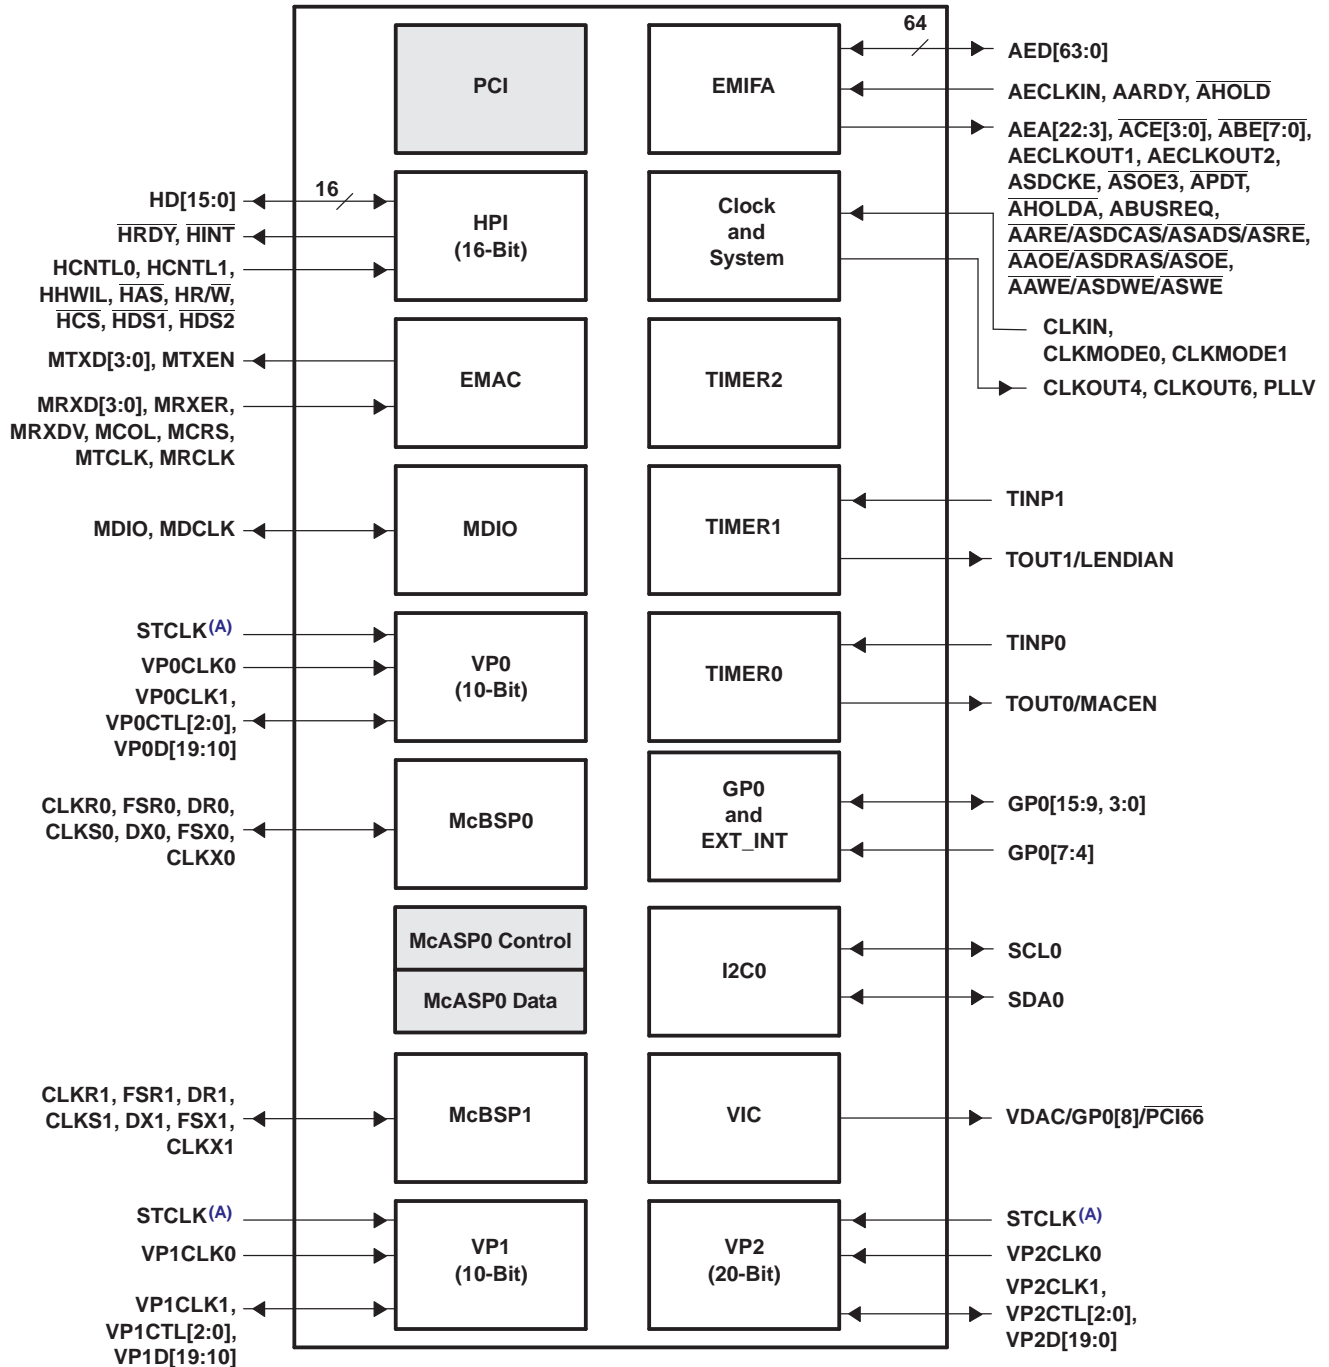 PCI
HD[15:0]
16
HRDY, HINT
HCNTL0, HCNTL1,
HHWIL, HAS, HR/W,
HCS, HDS1, HDS2
HPI
(16-Bit)
MTXD[3:0], MTXEN
MRXD[3:0], MRXER,
MRXDV, MCOL, MCRS,
MTCLK, MRCLK
EMAC
MDIO, MDCLK
MDIO
STCLK(A)
VP0CLK0
VP0CLK1,
VP0CTL[2:0],
VP0D[19:10]
VP0
(10-Bit)
CLKR0, FSR0, DR0,
CLKS0, DX0, FSX0,
CLKX0
McBSP0
McASP0 Control
McASP0 Data
CLKR1, FSR1, DR1,
CLKS1, DX1, FSX1,
CLKX1
McBSP1
STCLK(A)
VP1CLK0
VP1CLK1,
VP1CTL[2:0],
VP1D[19:10]
VP1
(10-Bit)
EMIFA
64
AED[63:0]
AECLKIN, AARDY, AHOLD
AEA[22:3], ACE[3:0], ABE[7:0],
AECLKOUT1, AECLKOUT2,
ASDCKE, ASOE3, APDT,
AHOLDA, ABUSREQ,
AARE/ASDCAS/ASADS/ASRE,
AAOE/ASDRAS/ASOE,
AAWE/ASDWE/ASWE
Clock
and
System
CLKIN,
CLKMODE0, CLKMODE1
CLKOUT4, CLKOUT6, PLLV
TIMER2
TIMER1
TINP1
TOUT1/LENDIAN
TIMER0
TINP0
TOUT0/MACEN
GP0
and
EXT_INT
GP0[15:9, 3:0]
GP0[7:4]
I2C0
SCL0
SDA0
VIC
VDAC/GP0[8]/PCI66
VP2
(20-Bit)
STCLK(A)
VP2CLK0
VP2CLK1,
VP2CTL[2:0],
VP2D[19:0]